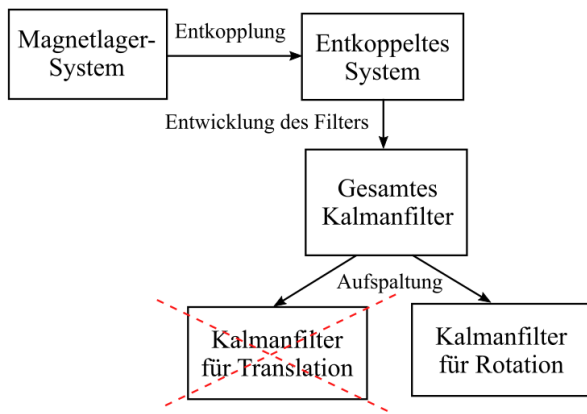 Magnetlager-
System
Entkopplung
Entkoppeltes
System
Entwicklung des Filters
Gesamtes
Kalmanfilter
Aufspaltung
Kalmanfilter
für Translation
Kalmanfilter
für Rotation